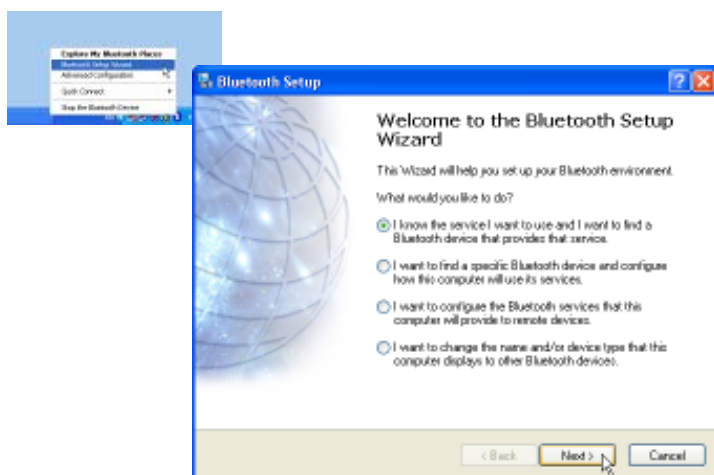 Explore My Bluetooth Places
Bluetooth Setup Wizard
Advanced Configuration
Quick Connect
Stop the Bluetooth Device
Bluetooth Setup
Welcome to the Bluetooth Setup
Wizard
This Wizard will help you set up your Bluetooth environment.
What would you like to do?
I know the service I want to use and I want to find a
Bluetooth device that provides that service.
I want to find a specific Bluetooth device and configure
how this computer will use its services.
I want to configure the Bluetooth services that this
computer will provide to remote devices.
I want to change the name and/or device type that this
computer displays to other Bluetooth devices.
< Back Next > Cancel